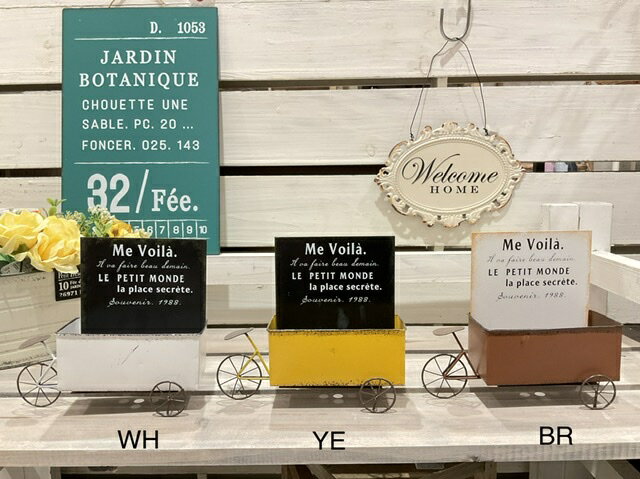 D. 1053
JARDIN
BOTANIQUE
CHOUETTE UNE
SABLE. PC. 20 ...
FONCER. 025. 143
32/Fée.
6 7 8 9 10
Welcome
HOME
10
76971
Me Voilà.
Il va faire beau demain.
LE PETIT MONDE
la place secrète.
Souvenir. 1988.
Me Voilà.
Il va faire beau demain.
LE PETIT MONDE
la place secrète.
Souvenir. 1988.
Me Voilà.
Il va faire beau demain.
LE PETIT MONDE
la place secrète.
Souvenir. 1988.
WH
YE
BR